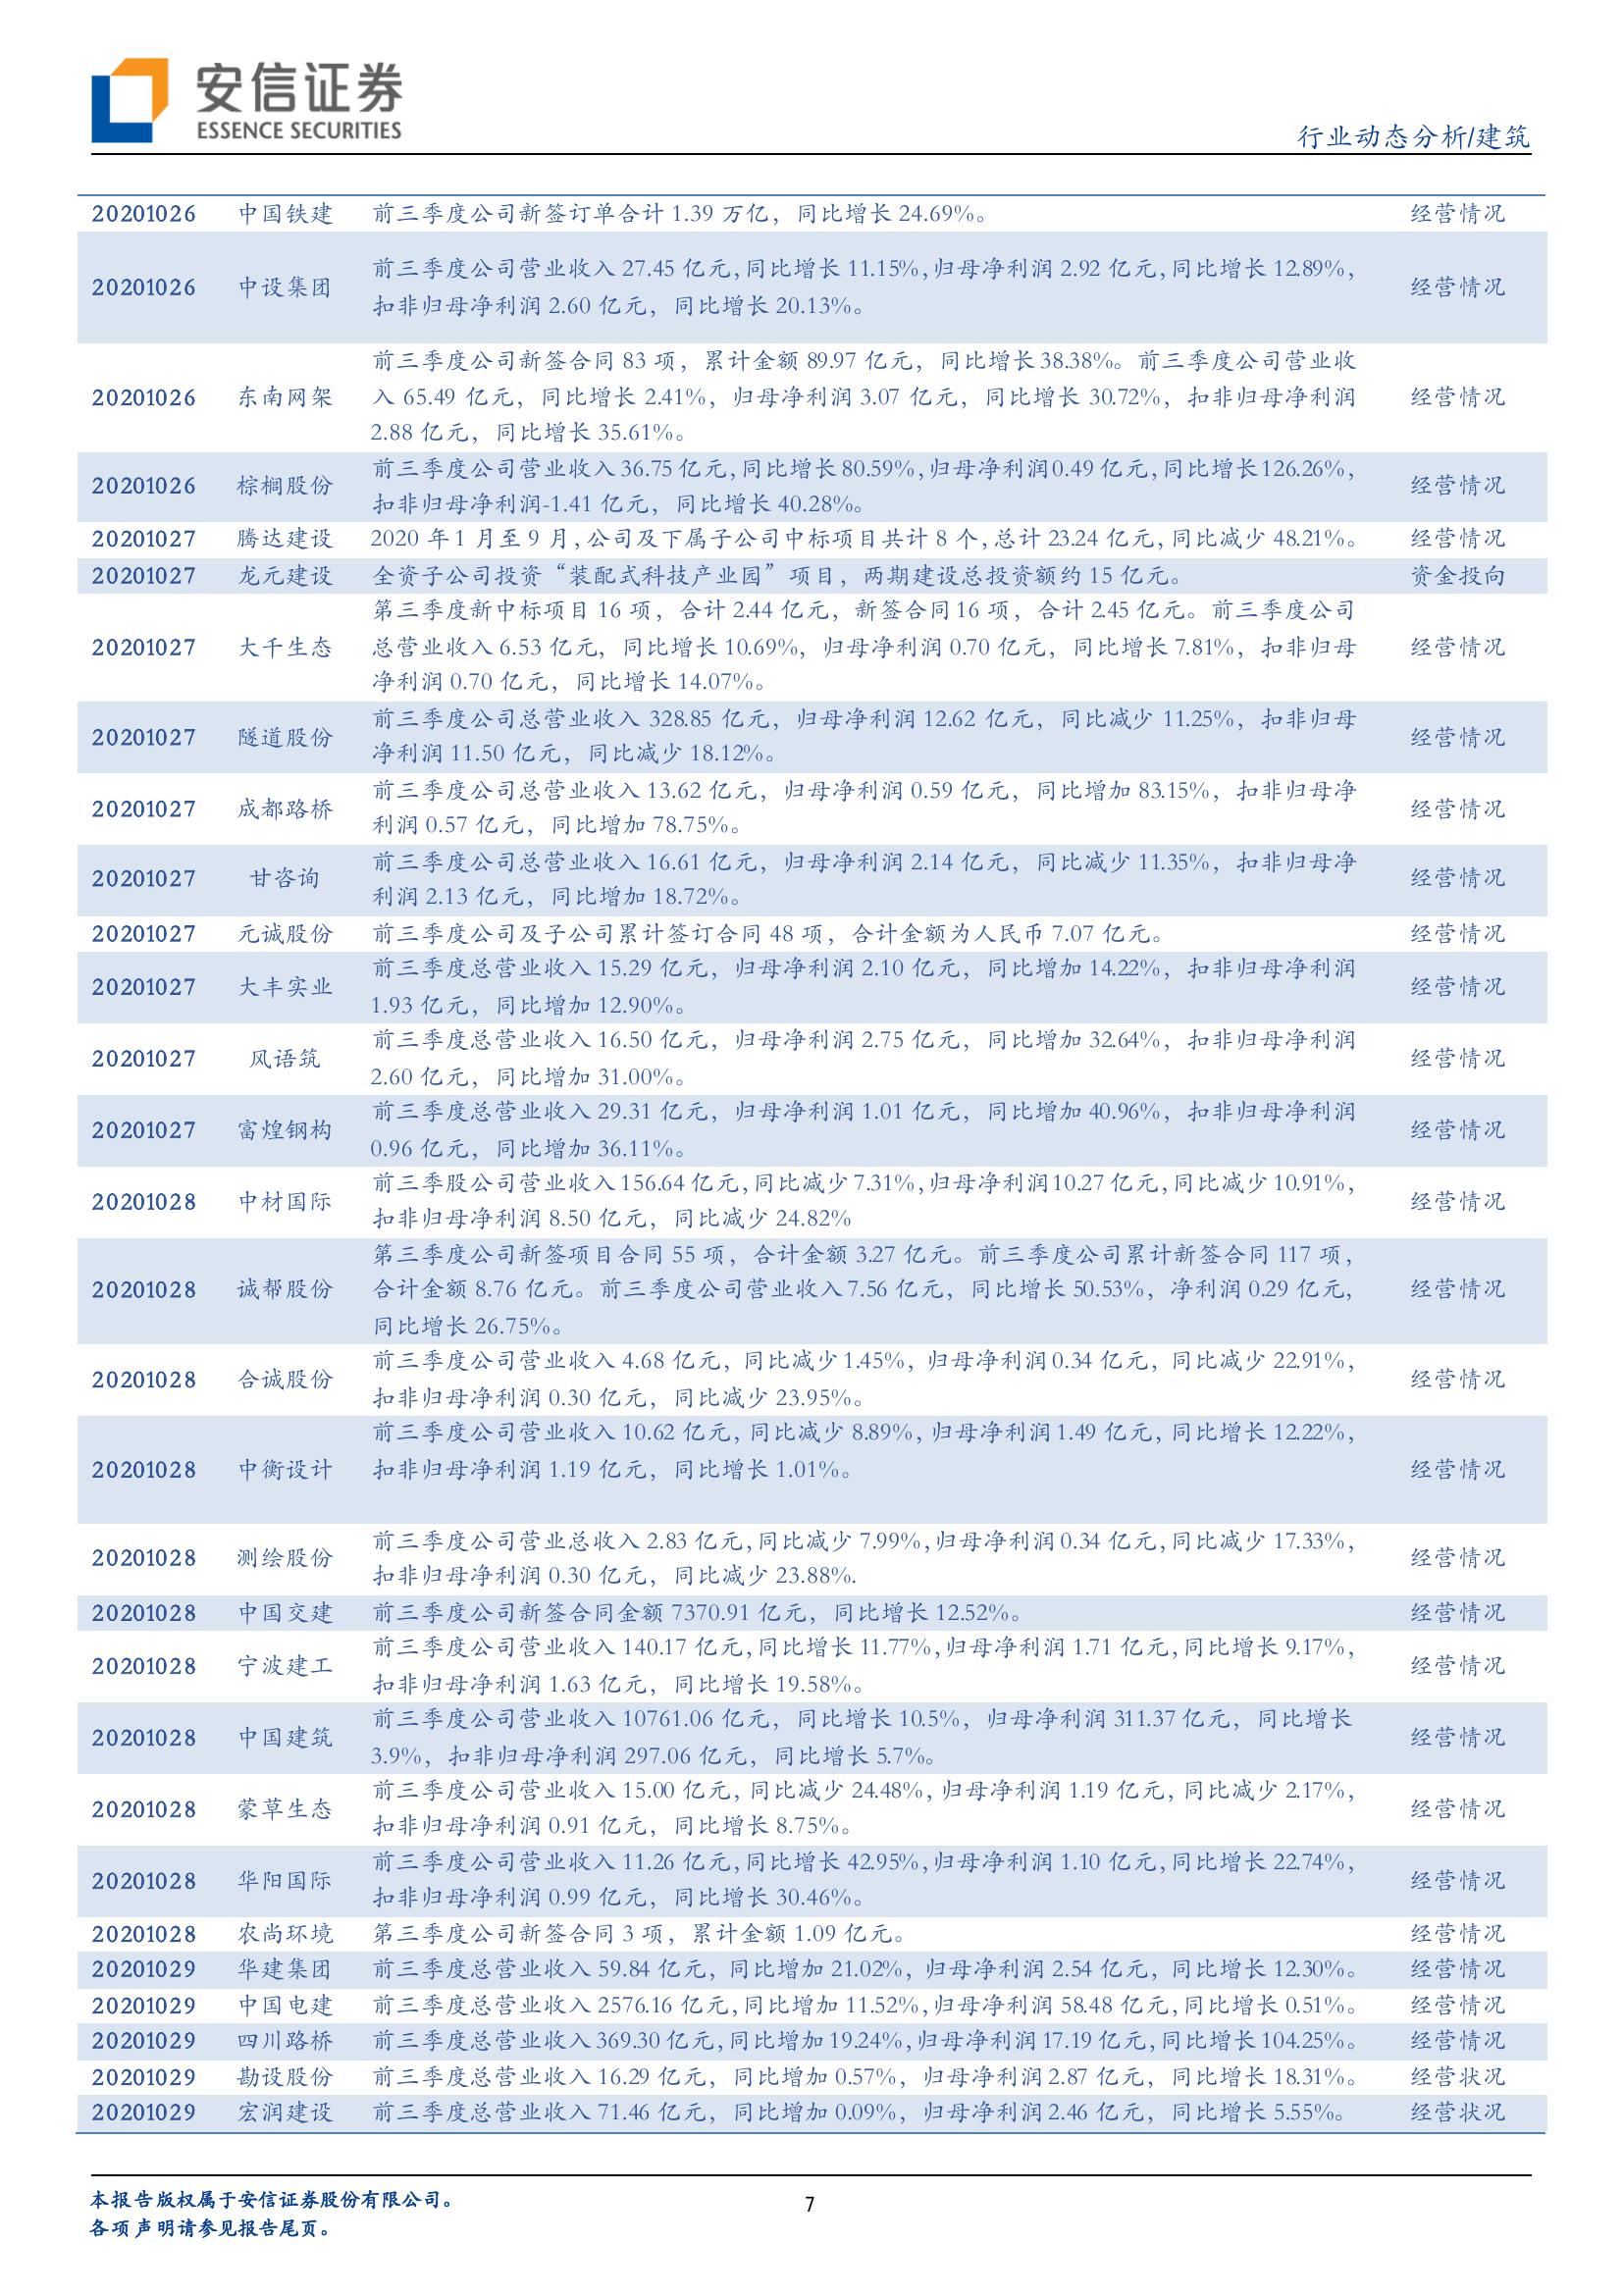 安信证券
ESSENCE SECURITIES
行业动态分析/建筑
20201026 中国铁建 前三季度公司新签订单合计 1.39 万亿，同比增长 24.69%。 经营情况
前三季度公司营业收入 27.45 亿元，同比增长 11.15%，归母净利润 2.92 亿元，同比增长 12.89%，
20201026 中设集团 经营情况
扣非归母净利润 2.60 亿元，同比增长 20.13%。
前三季度公司新签合同 83 项，累计金额 89.97 亿元，同比增长 38.38%。前三季度公司营业收
20201026 东南网架 入 65.49 亿元，同比增长 2.41%，归母净利润 3.07 亿元，同比增长 30.72%，扣非归母净利润 经营情况
2.88 亿元，同比增长 35.61%。
前三季度公司营业收入 36.75 亿元，同比增长 80.59%，归母净利润 0.49 亿元，同比增长 126.26%，
20201026 棕榈股份 经营情况
扣非归母净利润-1.41 亿元，同比增长 40.28%。
20201027 腾达建设 2020 年 1 月至 9 月，公司及下属子公司中标项目共计 8 个，总计 23.24 亿元，同比减少 48.21%。 经营情况
20201027 龙元建设 全资子公司投资“装配式科技产业园”项目，两期建设总投资额约 15 亿元。 资金投向
第三季度新中标项目 16 项，合计 2.44 亿元，新签合同 16 项，合计 2.45 亿元。前三季度公司
20201027 大千生态 总营业收入 6.53 亿元，同比增长 10.69%，归母净利润 0.70 亿元，同比增长 7.81%，扣非归母 经营情况
净利润 0.70 亿元，同比增长 14.07%。
前三季度公司总营业收入 328.85 亿元，归母净利润 12.62 亿元，同比减少 11.25%，扣非归母
20201027 隧道股份 经营情况
净利润 11.50 亿元，同比减少 18.12%。
前三季度公司总营业收入 13.62 亿元，归母净利润 0.59 亿元，同比增加 83.15%，扣非归母净
20201027 成都路桥 经营情况
利润 0.57 亿元，同比增加 78.75%。
前三季度公司总营业收入 16.61 亿元，归母净利润 2.14 亿元，同比减少 11.35%，扣非归母净
20201027 甘咨询 经营情况
利润 2.13 亿元，同比增加 18.72%。
20201027 元诚股份 前三季度公司及子公司累计签订合同 48 项，合计金额为人民币 7.07 亿元。 经营情况
前三季度总营业收入 15.29 亿元，归母净利润 2.10 亿元，同比增加 14.22%，扣非归母净利润
20201027 大丰实业 经营情况
1.93 亿元，同比增加 12.90%。
前三季度总营业收入 16.50 亿元，归母净利润 2.75 亿元，同比增加 32.64%，扣非归母净利润
20201027 风语筑 经营情况
2.60 亿元，同比增加 31.00%。
前三季度总营业收入 29.31 亿元，归母净利润 1.01 亿元，同比增加 40.96%，扣非归母净利润
20201027 富煌钢构 经营情况
0.96 亿元，同比增加 36.11%。
前三季股公司营业收入 156.64 亿元，同比减少 7.31%，归母净利润 10.27 亿元，同比减少 10.91%，
20201028 中材国际 经营情况
扣非归母净利润 8.50 亿元，同比减少 24.82%
第三季度公司新签项目合同 55 项，合计金额 3.27 亿元。前三季度公司累计新签合同 117 项，
20201028 诚帮股份 合计金额 8.76 亿元。前三季度公司营业收入 7.56 亿元，同比增长 50.53%，净利润 0.29 亿元， 经营情况
同比增长 26.75%。
前三季度公司营业收入 4.68 亿元，同比减少 1.45%，归母净利润 0.34 亿元，同比减少 22.91%，
20201028 合诚股份 经营情况
扣非归母净利润 0.30 亿元，同比减少 23.95%。
前三季度公司营业收入 10.62 亿元，同比减少 8.89%，归母净利润 1.49 亿元，同比增长 12.22%，
20201028 中衡设计 扣非归母净利润 1.19 亿元，同比增长 1.01%。 经营情况
前三季度公司营业总收入 2.83 亿元，同比减少 7.99%，归母净利润 0.34 亿元，同比减少 17.33%，
20201028 测绘股份 经营情况
扣非归母净利润 0.30 亿元，同比减少 23.88%.
20201028 中国交建 前三季度公司新签合同金额 7370.91 亿元，同比增长 12.52%。 经营情况
前三季度公司营业收入 140.17 亿元，同比增长 11.77%，归母净利润 1.71 亿元，同比增长 9.17%，
20201028 宁波建工 经营情况
扣非归母净利润 1.63 亿元，同比增长 19.58%。
前三季度公司营业收入 10761.06 亿元，同比增长 10.5%，归母净利润 311.37 亿元，同比增长
20201028 中国建筑 经营情况
3.9%，扣非归母净利润 297.06 亿元，同比增长 5.7%。
前三季度公司营业收入 15.00 亿元，同比减少 24.48%，归母净利润 1.19 亿元，同比减少 2.17%，
20201028 蒙草生态 经营情况
扣非归母净利润 0.91 亿元，同比增长 8.75%。
前三季度公司营业收入 11.26 亿元，同比增长 42.95%，归母净利润 1.10 亿元，同比增长 22.74%，
20201028 华阳国际 经营情况
扣非归母净利润 0.99 亿元，同比增长 30.46%。
20201028 农尚环境 第三季度公司新签合同 3 项，累计金额 1.09 亿元。 经营情况
20201029 华建集团 前三季度总营业收入 59.84 亿元，同比增加 21.02%，归母净利润 2.54 亿元，同比增长 12.30%。 经营情况
20201029 中国电建 前三季度总营业收入 2576.16 亿元，同比增加 11.52%，归母净利润 58.48 亿元，同比增长 0.51%。 经营情况
20201029 四川路桥 前三季度总营业收入 369.30 亿元，同比增加 19.24%，归母净利润 17.19 亿元，同比增长 104.25%。 经营情况
20201029 勘设股份 前三季度总营业收入 16.29 亿元，同比增加 0.57%，归母净利润 2.87 亿元，同比增长 18.31%。 经营状况
20201029 宏润建设 前三季度总营业收入 71.46 亿元，同比增加 0.09%，归母净利润 2.46 亿元，同比增长 5.55%。 经营状况
本报告版权属于安信证券股份有限公司。
7
各项声明请参见报告尾页。